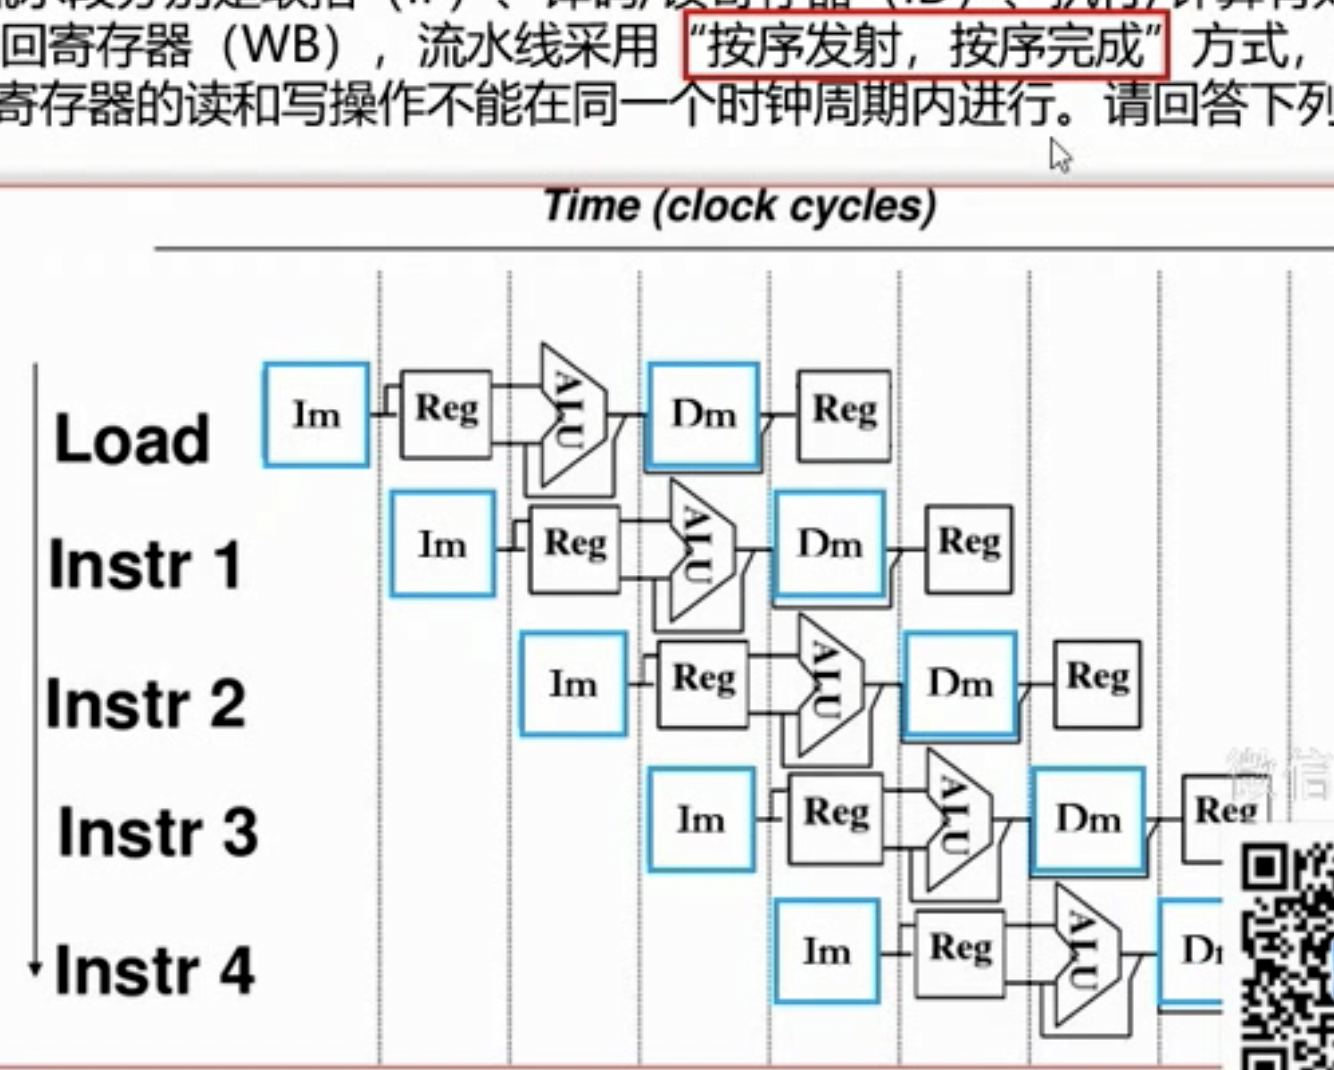 回寄存器（WB），流水线采用“按序发射，按序完成”方式，
寄存器的读和写操作不能在同一个时钟周期内进行。请回答下列
Time (clock cycles)
Load Im Reg ALU Dm Reg
Instr 1 Im Reg ALU Dm Reg
Instr 2 Im Reg ALU Dm Reg
Instr 3 Im Reg ALU Dm Reg
Instr 4 Im Reg ALU
微信